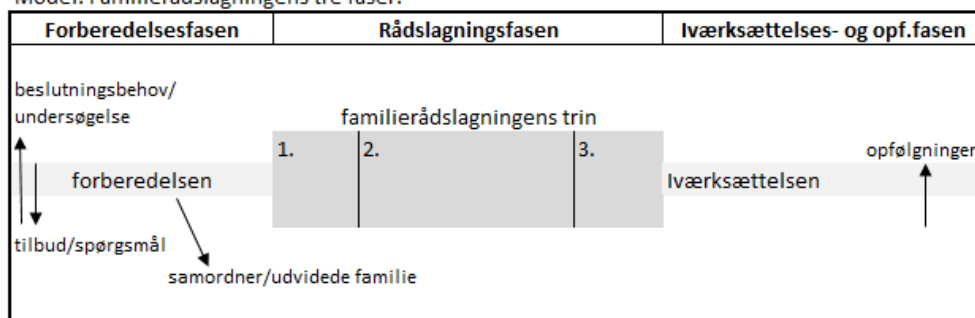 Model: Familierådslagningens tre faser:
Forberedelsesfasen
Rådslagningsfasen
Iværksættelses- og opf.fasen
beslutningsbehov/
undersøgelse
familierådslagningens trin
1.
2.
3.
opfølgninger
forberedelsen
Iværksættelsen
tilbud/spørgsmål
samordner/udvidede familie